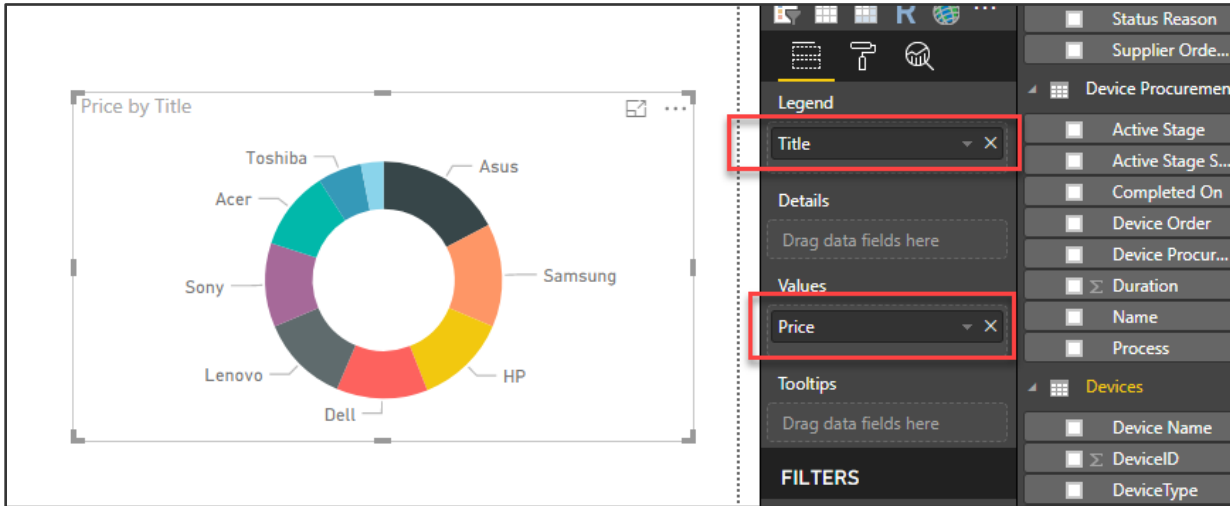 Price by Title
Toshiba
Asus
Acer
Samsung
Sony
Lenovo
HP
Dell
R
Legend
Title
Details
Drag data fields here
Values
Price
Tooltips
Drag data fields here
FILTERS
Status Reason
Supplier Orde...
Device Procuremen
Active Stage
Active Stage S...
Completed On
Device Order
Device Procur...
Σ Duration
Name
Process
Devices
Device Name
Σ DeviceID
DeviceType